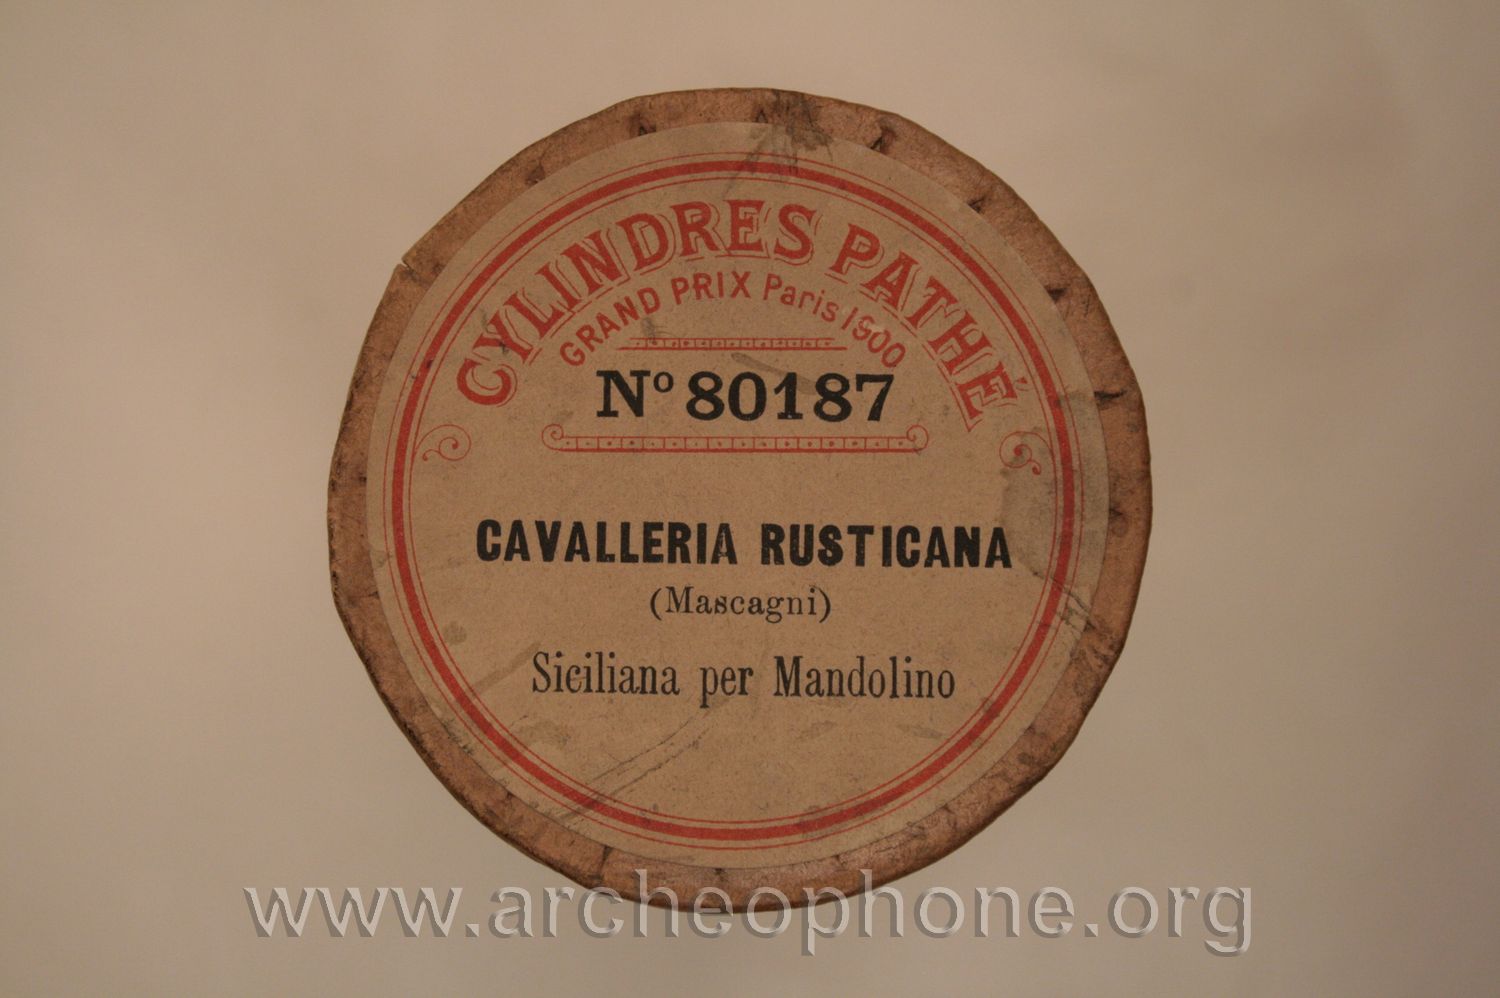 CYLINDRES PATHÉ
GRAND PRIX Paris 1900
Nº 80187
CAVALLERIA RUSTICANA
(Mascagni)
Siciliana per Mandolino
www.archeophone.org